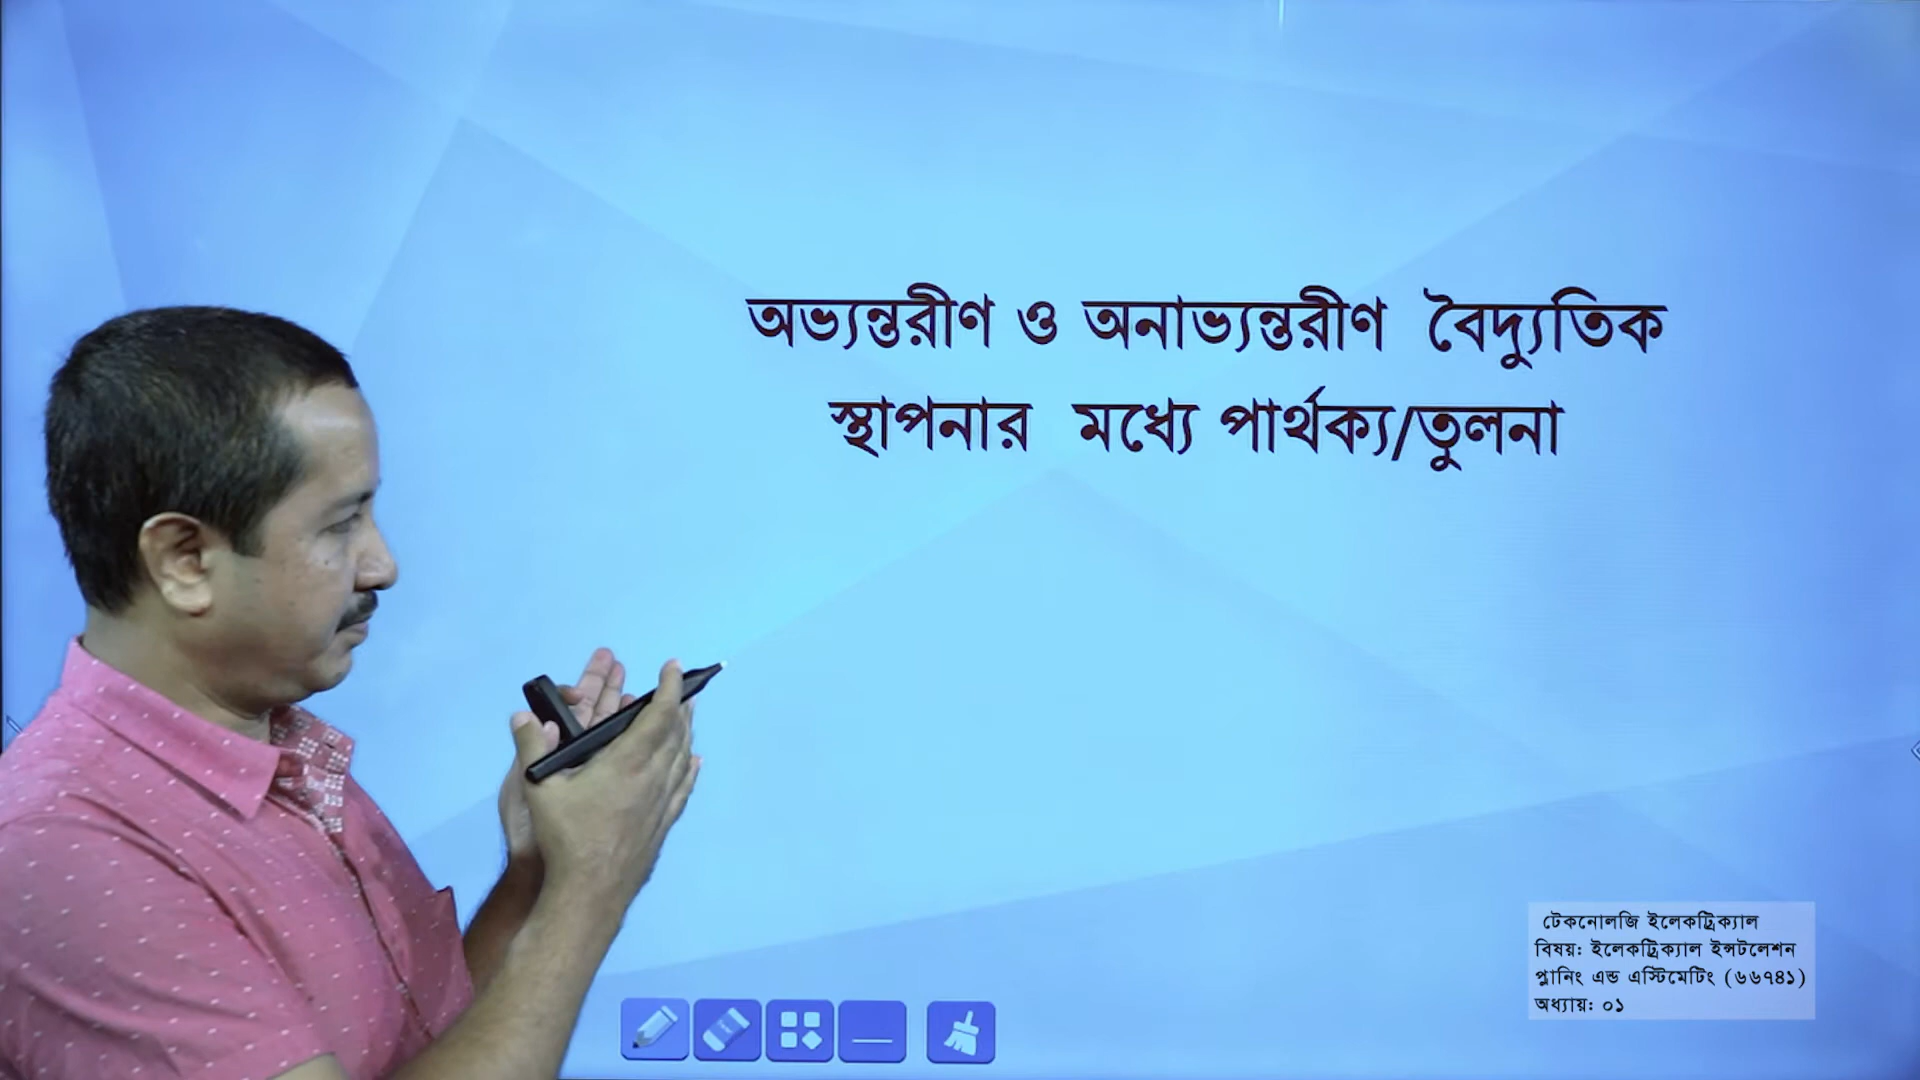 অভ্যন্তরীণ ও অনাভ্যন্তরীণ বৈদ্যুতিক
স্থাপনার মধ্যে পার্থক্য/তুলনা
টেকনোলজি ইলেকট্রিক্যাল
বিষয়: ইলেকট্রিক্যাল ইন্সটলেশন
প্লানিং এন্ড এস্টিমেটিং (৬৬৭৪১)
অধ্যায়: ০১